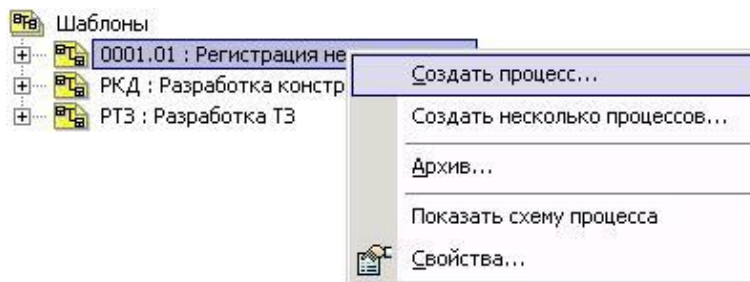 Шаблоны
0001.01 : Регистрация не
РКД : Разработка констр
РТЗ : Разработка ТЗ
Создать процесс...
Создать несколько процессов...
Архив...
Показать схему процесса
Свойства...